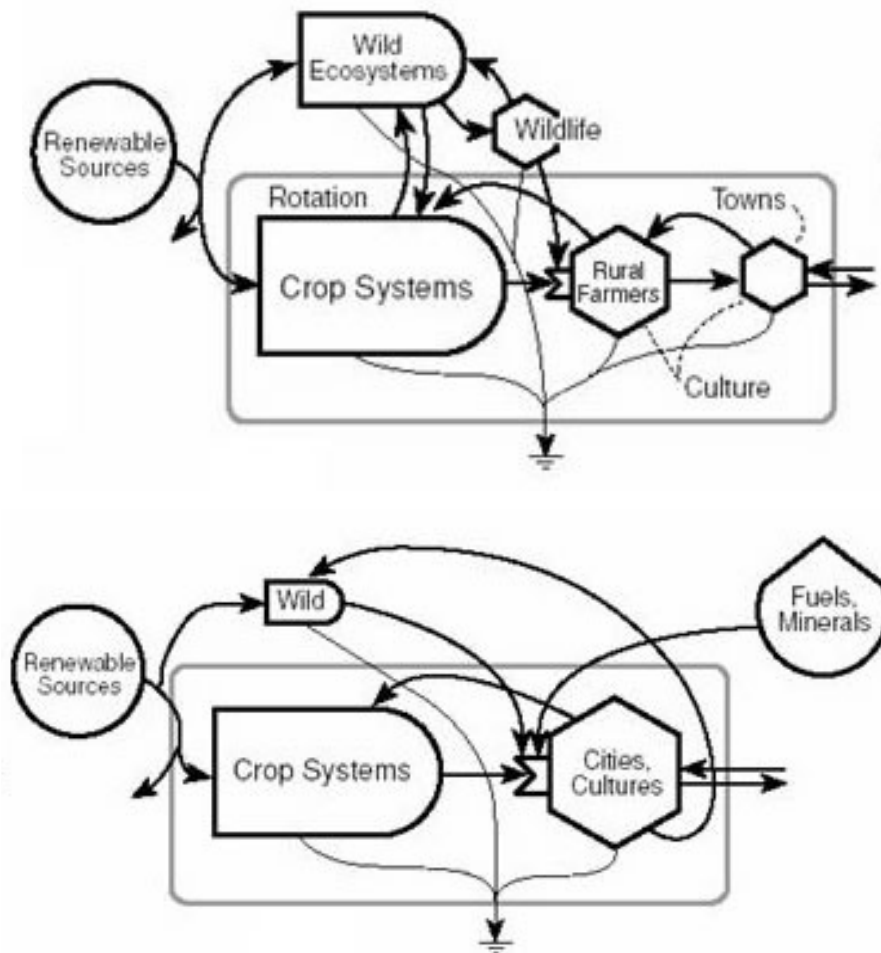 Wild
Ecosystems
Renewable
Sources
Wildlife
Rotation
Towns
Crop Systems
Rural
Farmers
Culture
Wild
Fuels,
Minerals
Renewable
Sources
Crop Systems
Cities,
Cultures